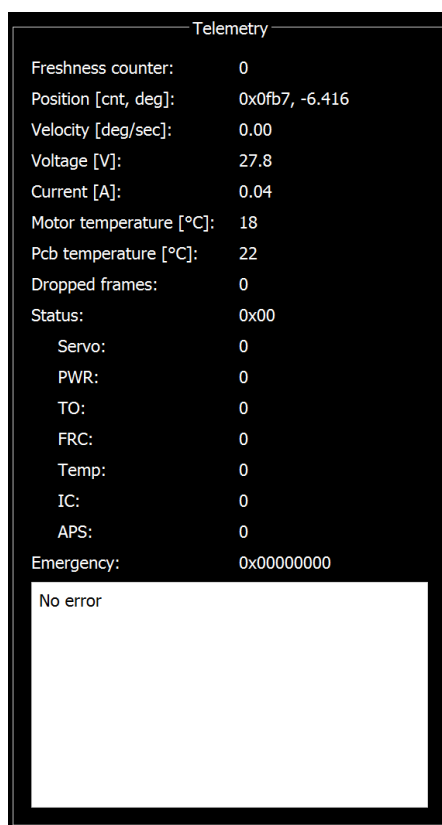 Telemetry
Freshness counter: 0
Position [cnt, deg]: 0x0fb7, -6.416
Velocity [deg/sec]: 0.00
Voltage [V]: 27.8
Current [A]: 0.04
Motor temperature [°C]: 18
Pcb temperature [°C]: 22
Dropped frames: 0
Status: 0x00
Servo: 0
PWR: 0
TO: 0
FRC: 0
Temp: 0
IC: 0
APS: 0
Emergency: 0x00000000
No error